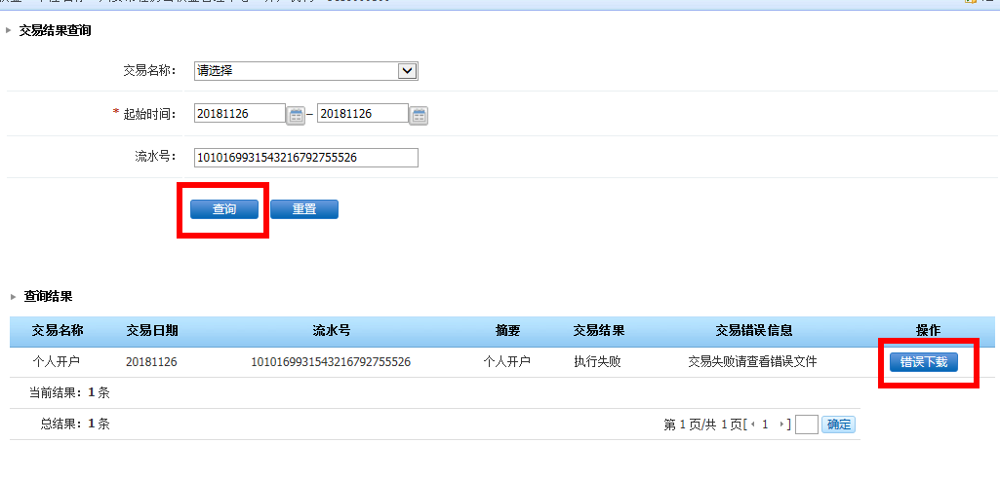 交易结果查询
交易名称： 请选择
* 起始时间： 20181126 – 20181126
流水号： 1010169931543216792755526
查询 重置
查询结果
交易名称 交易日期 流水号 摘要 交易结果 交易错误信息 操作
个人开户 20181126 1010169931543216792755526 个人开户 执行失败 交易失败请查看错误文件 错误下载
当前结果：1 条
总结果：1 条 第 1 页/共 1 页[ 1 ] 确定